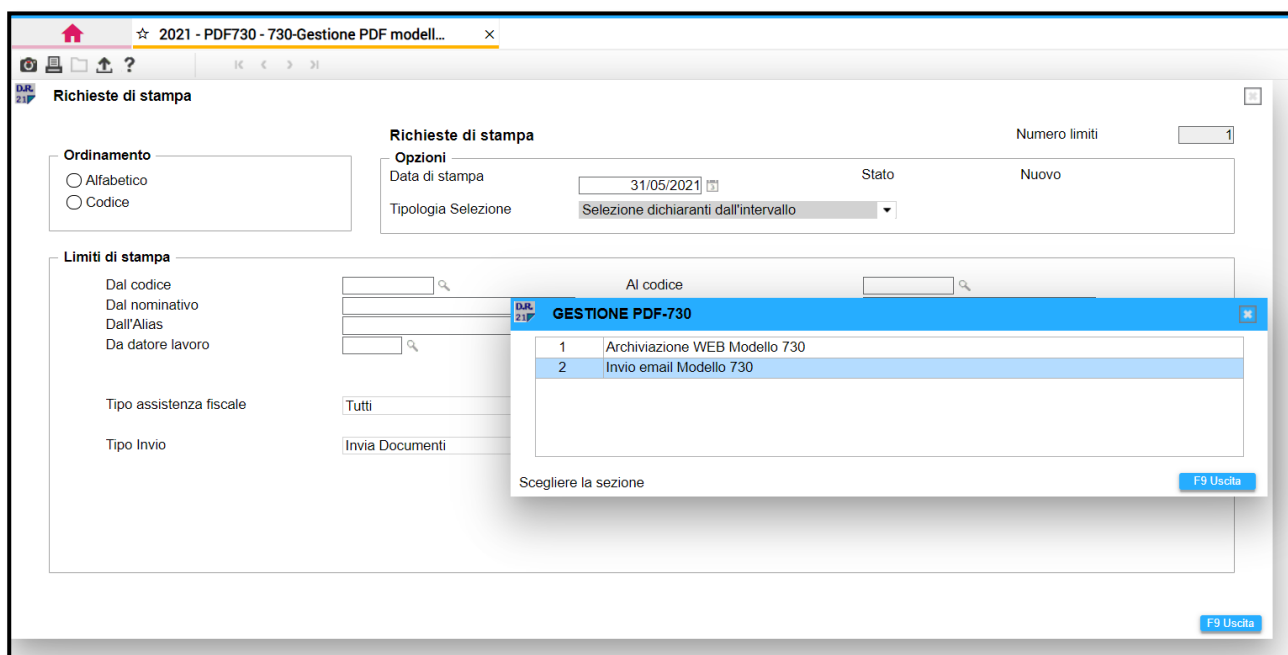 ☆ 2021 - PDF730 - 730-Gestione PDF modell... ×
?
D.R. 21 Richieste di stampa
Richieste di stampa Numero limiti 1
Ordinamento
Alfabetico
Codice
Opzioni
Data di stampa 31/05/2021 Stato Nuovo
Tipologia Selezione Selezione dichiaranti dall'intervallo
Limiti di stampa
Dal codice Al codice
Dal nominativo
Dall'Alias
Da datore lavoro
Tipo assistenza fiscale Tutti
Tipo Invio Invia Documenti
D.R. 21 GESTIONE PDF-730
1 Archiviazione WEB Modello 730
2 Invio email Modello 730
Scegliere la sezione F9 Uscita
F9 Uscita